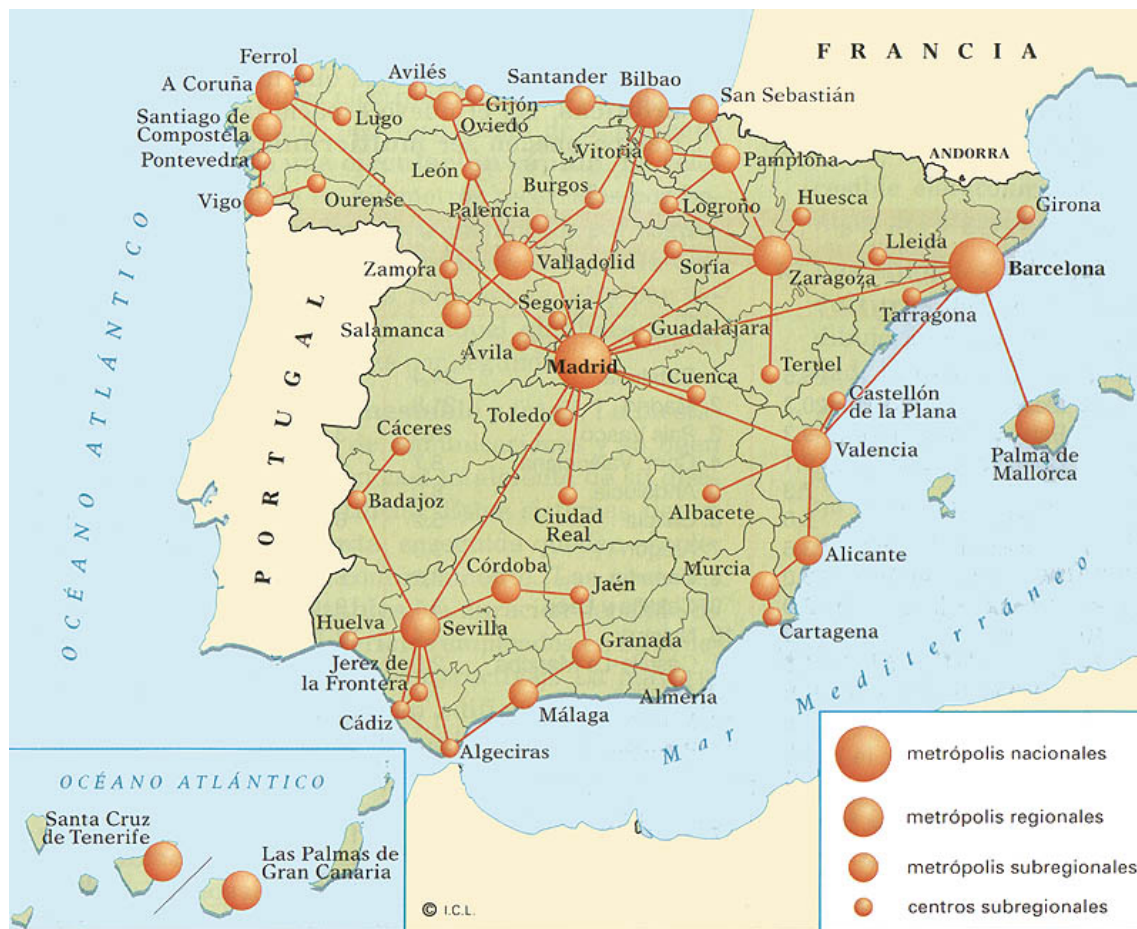 FRANCIA
Ferrol
A Coruña
Avilés
Santander
Bilbao
San Sebastián
Gijón
Oviedo
Lugo
Santiago de
Compostela
Vitoria
Pamplona
ANDORRA
Pontevedra
León
Burgos
Vigo
Ourense
Palencia
Logroño
Huesca
Girona
Lleida
Valladolid
Soria
Zaragoza
Barcelona
Zamora
Segovia
Tarragona
Salamanca
Guadalajara
Ávila
Madrid
Cuenca
Teruel
Castellón
de la Plana
Toledo
Cáceres
Valencia
Palma de
Mallorca
Badajoz
Ciudad
Real
Albacete
Alicante
Murcia
Córdoba
Jaén
Cartagena
Huelva
Sevilla
Granada
Jerez de
la Frontera
Almería
Cádiz
Málaga
Algeciras
OCÉANO ATLÁNTICO
PORTUGAL
Mar Mediterráneo
OCÉANO ATLÁNTICO
Santa Cruz
de Tenerife
Las Palmas de
Gran Canaria
© I.C.L.
metrópolis nacionales
metrópolis regionales
metrópolis subregionales
centros subregionales